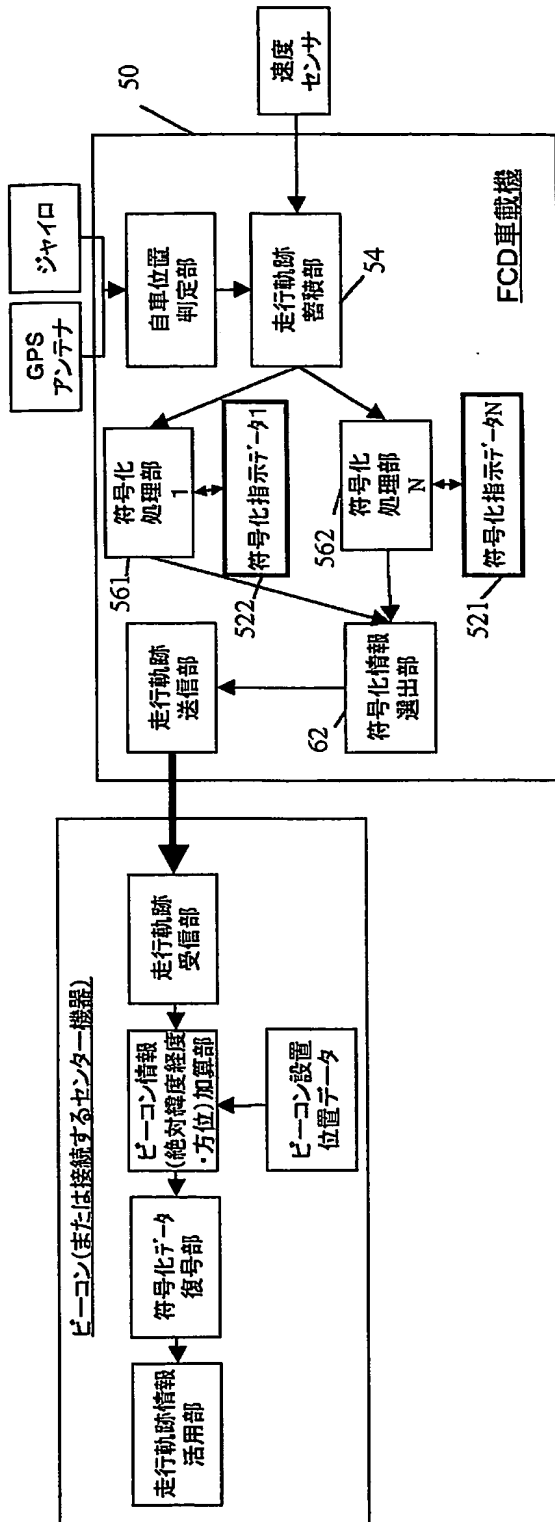 ビーコン(または接続するセンター機器)
走行軌跡情報
活用部
符号化データ
復号部
ビーコン情報
(絶対緯度経度
・方位)加算部
走行軌跡
受信部
ビーコン設置
位置データ
走行軌跡
送信部
符号化情報
選出部
62
符号化
処理部
1
561
符号化指示データ1
522
符号化
処理部
N
562
符号化指示データN
521
GPS
アンテナ
ジャイロ
自車位置
判定部
走行軌跡
蓄積部
54
50
速度
センサ
FCD車載機